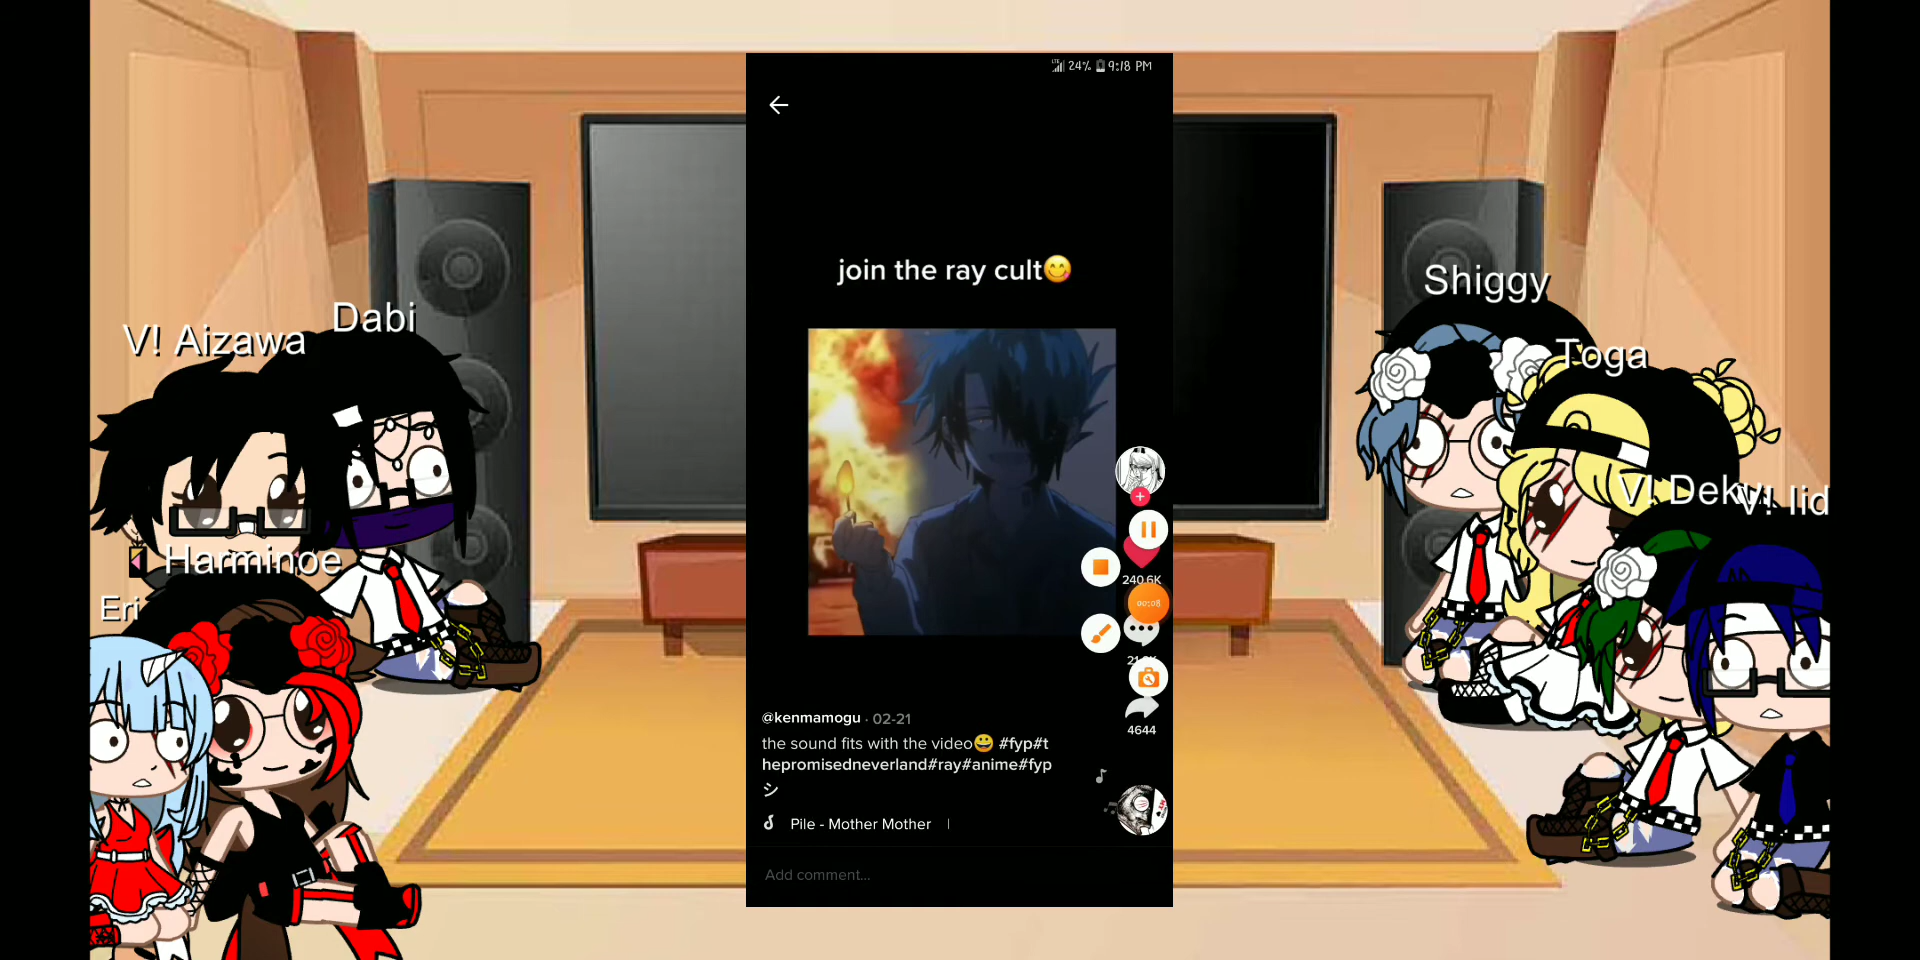 24% 9:18 PM
join the ray cult😋
Shiggy
Dabi
V! Aizawa
Toga
V! Deku
V! Iid
Harminoe
Eri
240.6K
00:08
4644
@kenmamogu · 02-21
the sound fits with the video😀 #fyp#t
hepromisedneverland#ray#anime#fyp
シ
Pile - Mother Mother
Add comment...